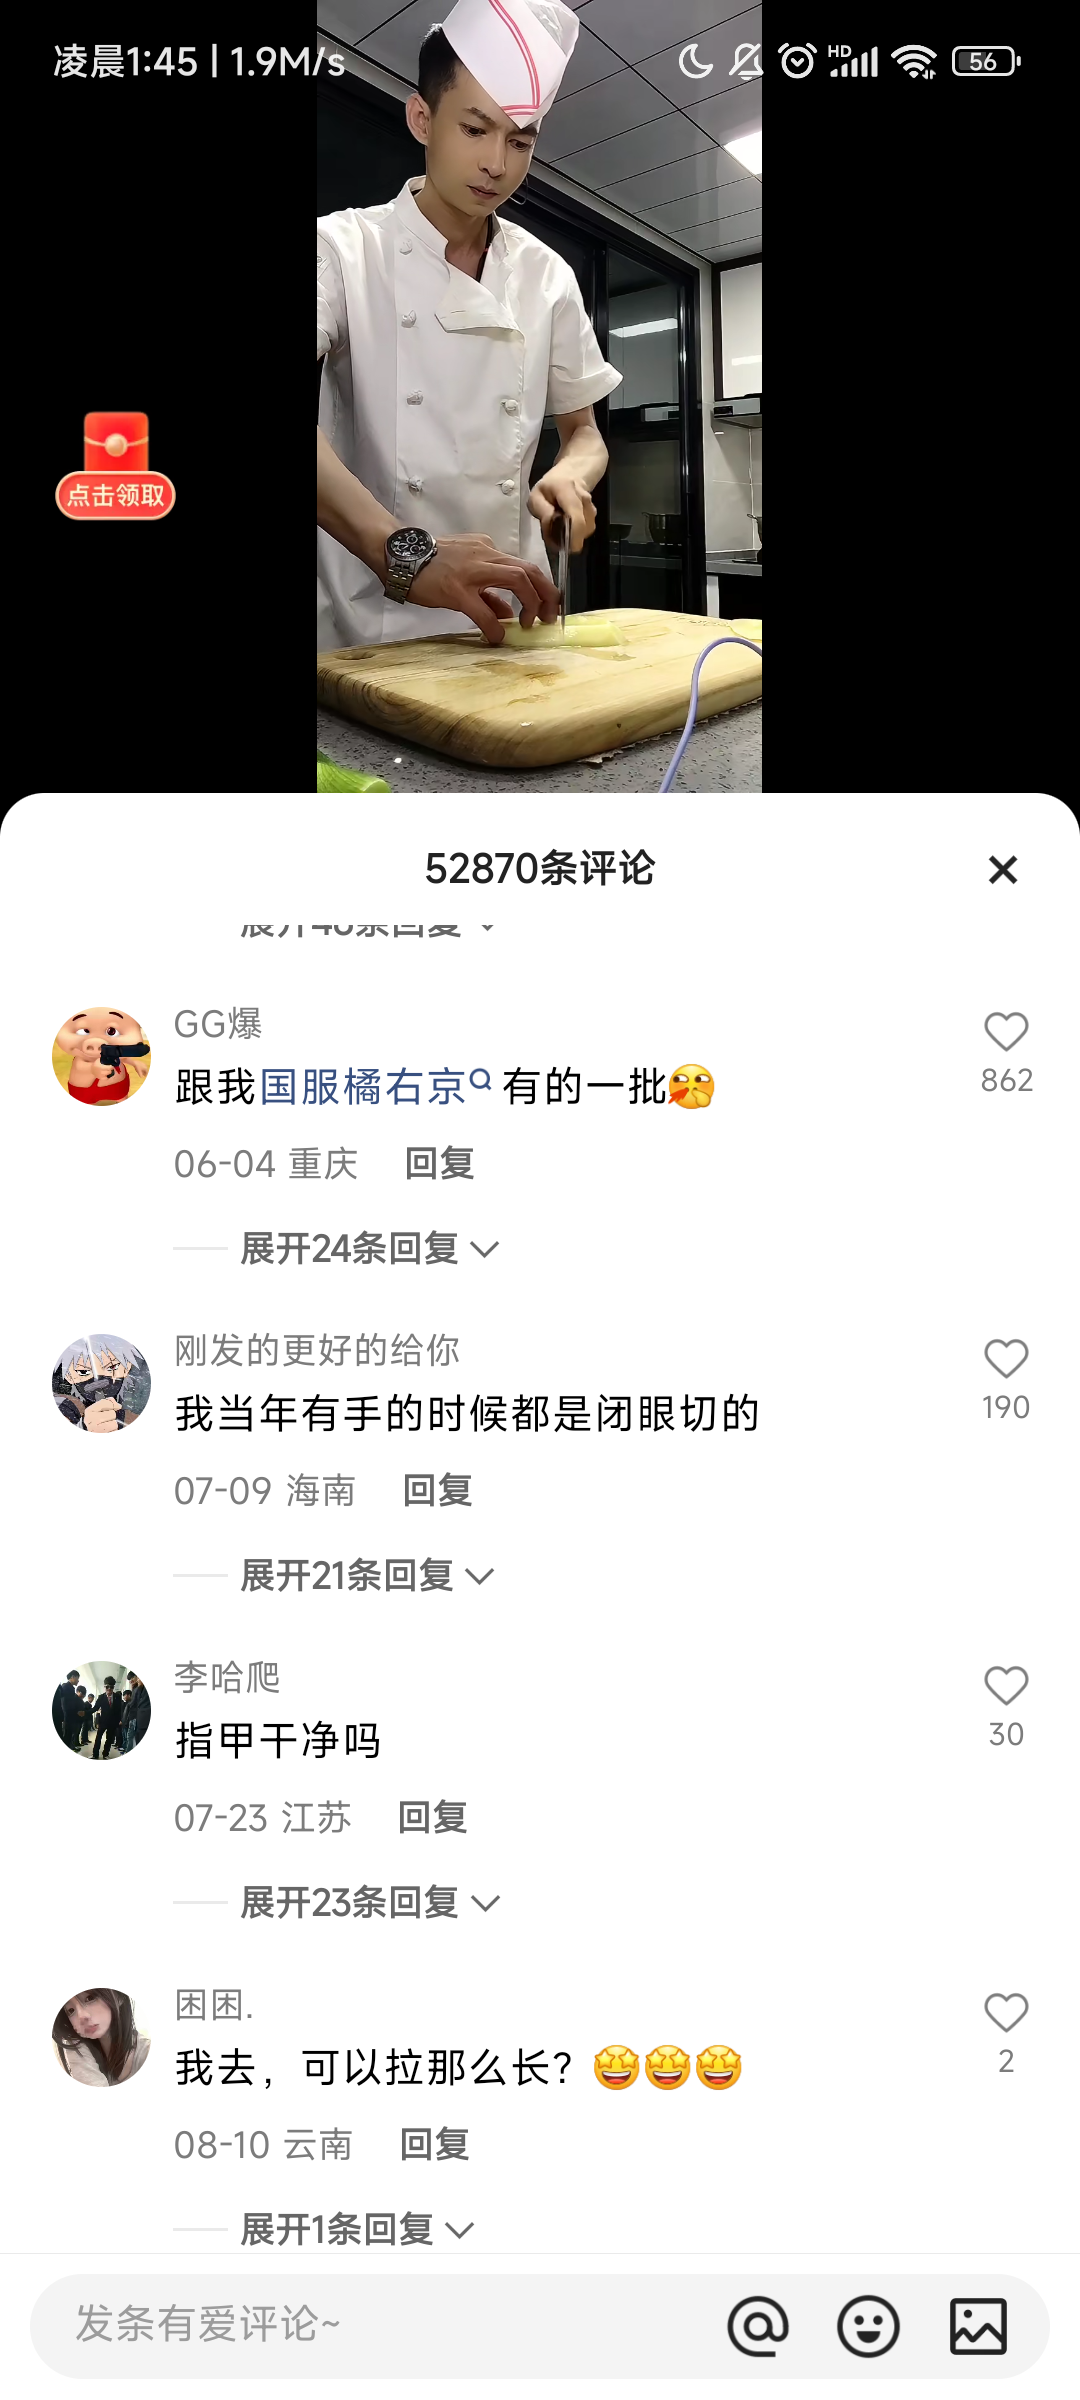 凌晨1:45 | 1.9M/s
HD
56
点击领取
52870条评论
展开48条回复
GG爆
跟我国服橘右京有的一批
862
06-04 重庆 回复
展开24条回复
刚发的更好的给你
我当年有手的时候都是闭眼切的
190
07-09 海南 回复
展开21条回复
李哈爬
指甲干净吗
30
07-23 江苏 回复
展开23条回复
困困.
我去，可以拉那么长？🤩🤩🤩
2
08-10 云南 回复
展开1条回复
发条有爱评论~